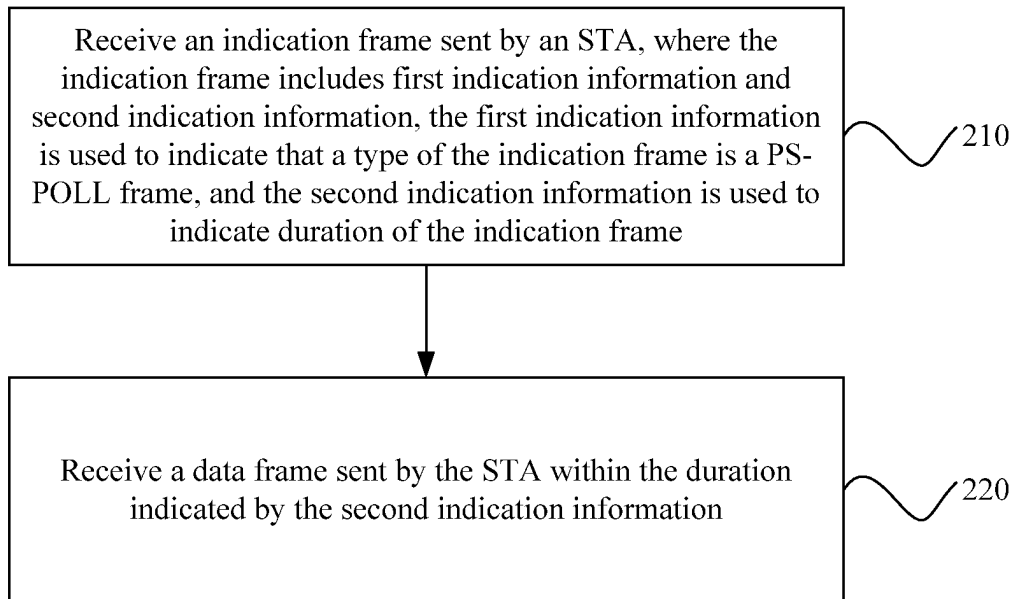 Receive an indication frame sent by an STA, where the
indication frame includes first indication information and
second indication information, the first indication information
is used to indicate that a type of the indication frame is a PS-
POLL frame, and the second indication information is used to
indicate duration of the indication frame
210
Receive a data frame sent by the STA within the duration
indicated by the second indication information
220